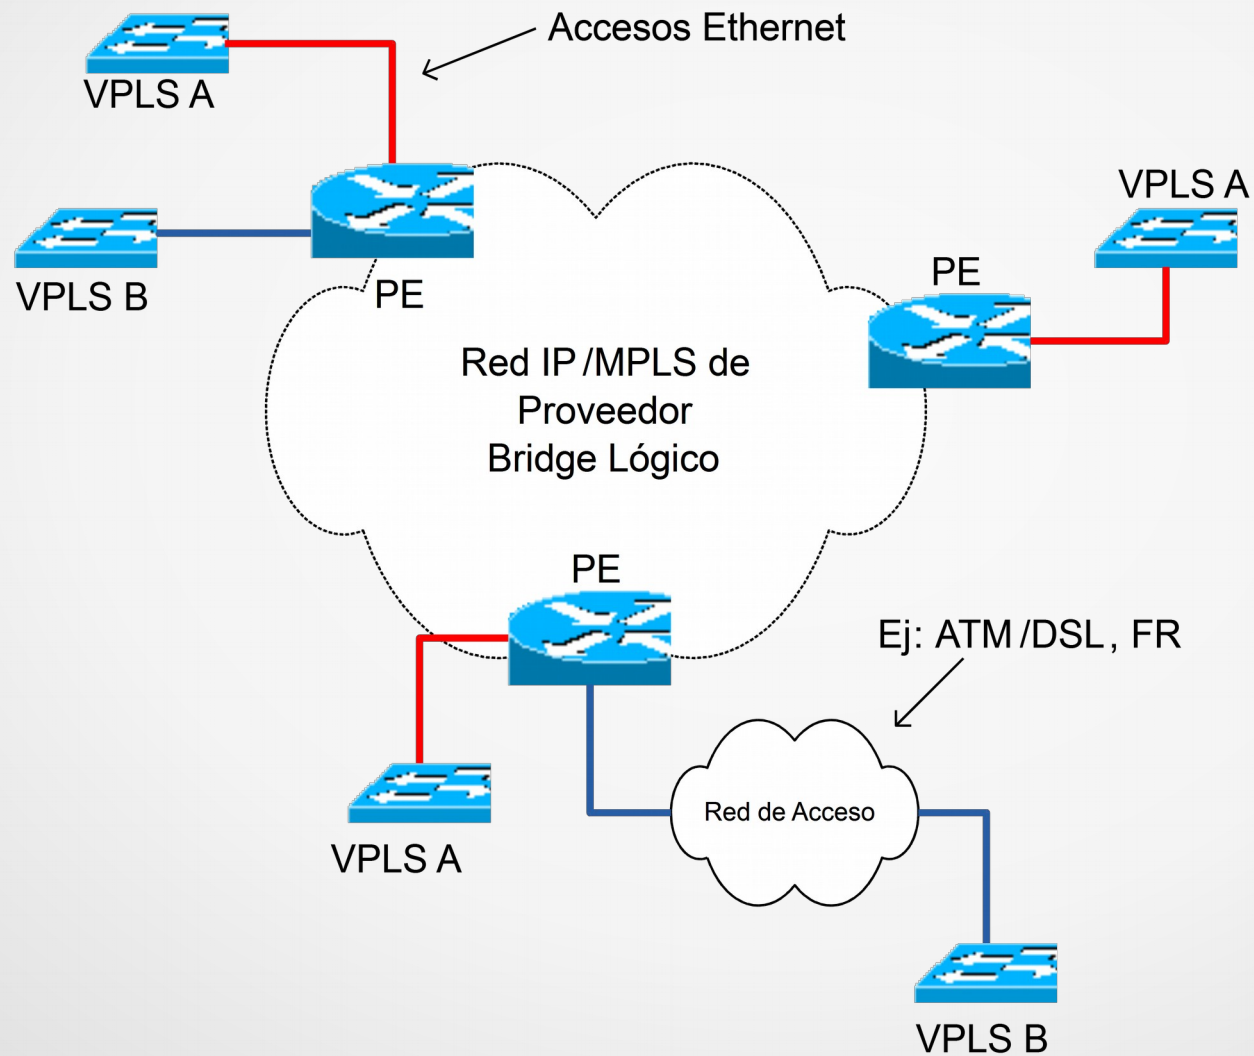 Accesos Ethernet
VPLS A
VPLS A
VPLS B
PE
PE
Red IP/MPLS de
Proveedor
Bridge Lógico
PE
Ej: ATM/DSL, FR
Red de Acceso
VPLS A
VPLS B